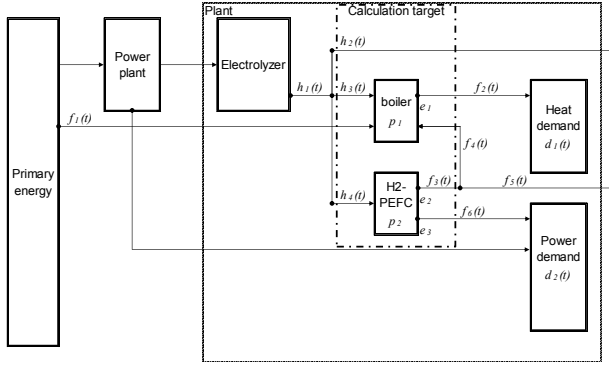 Plant
Calculation target
Power
plant
Electrolyzer
h₂(t)
h₁(t)
h₃(t)
boiler
p₁
e₁
f₂(t)
Heat
demand
d₁(t)
f₁(t)
f₄(t)
Primary
energy
h₄(t)
H2-
PEFC
p₂
f₃(t)
e₂
e₃
f₅(t)
f₆(t)
Power
demand
d₂(t)